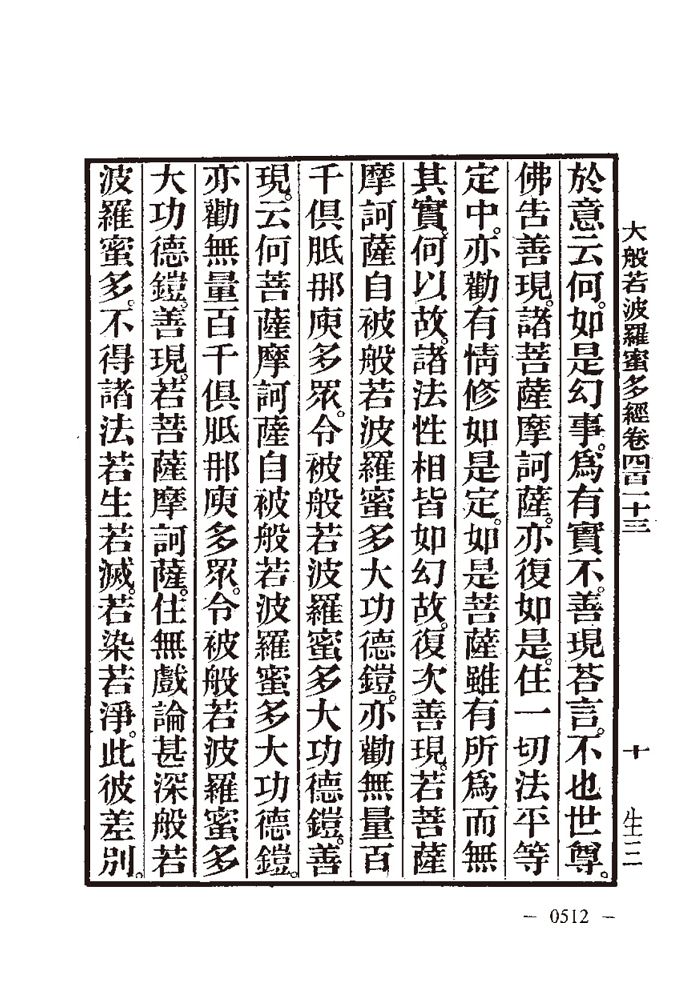 大般若波羅蜜多經卷四百一十三
十
生三
於意云何。如是幻事。爲有實不。善現荅言。不也世尊。
佛吿善現。諸菩薩摩訶薩。亦復如是。住一切法平等
定中。亦勸有情修如是定。如是菩薩雖有所爲而無
其實。何以故。諸法性相皆如幻故。復次善現。若菩薩
摩訶薩自被般若波羅蜜多大功德鎧。亦勸無量百
千俱胝那庾多眾。令被般若波羅蜜多大功德鎧。善
現。云何菩薩摩訶薩自被般若波羅蜜多大功德鎧。
亦勸無量百千俱胝那庾多眾。令被般若波羅蜜多
大功德鎧。善現。若菩薩摩訶薩。住無戲論甚深般若
波羅蜜多。不得諸法若生若滅。若染若淨。此彼差別。
— 0512 —